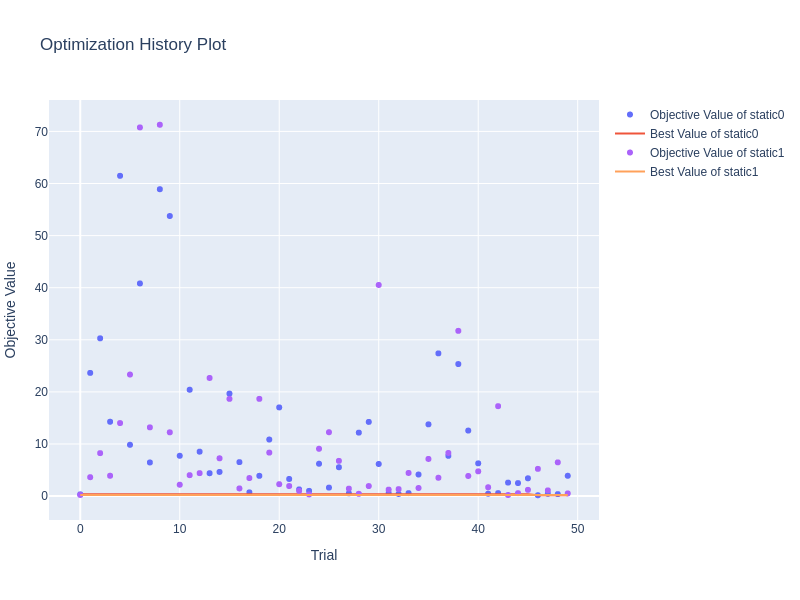 Optimization History Plot
Objective Value of static0
Best Value of static0
Objective Value of static1
Best Value of static1
70
60
50
40
30
20
10
0
Objective Value
0 10 20 30 40 50
Trial